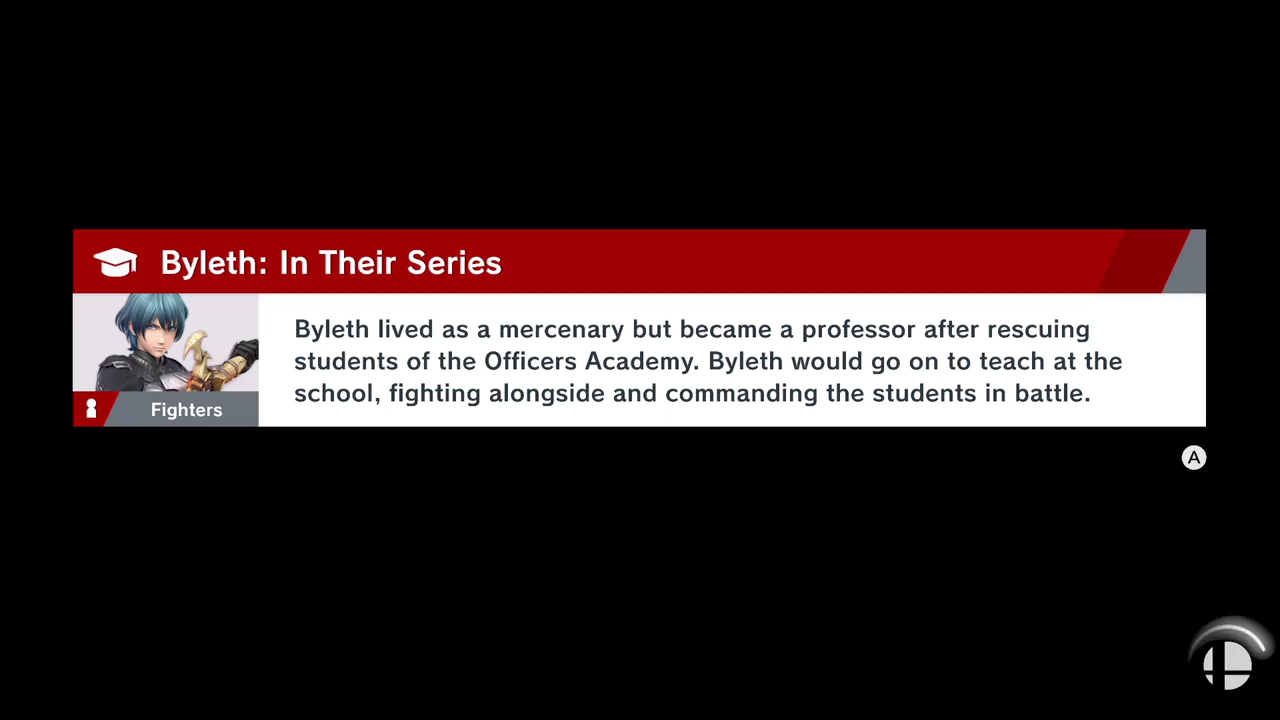 Byleth: In Their Series
Byleth lived as a mercenary but became a professor after rescuing
students of the Officers Academy. Byleth would go on to teach at the
school, fighting alongside and commanding the students in battle.
Fighters
A